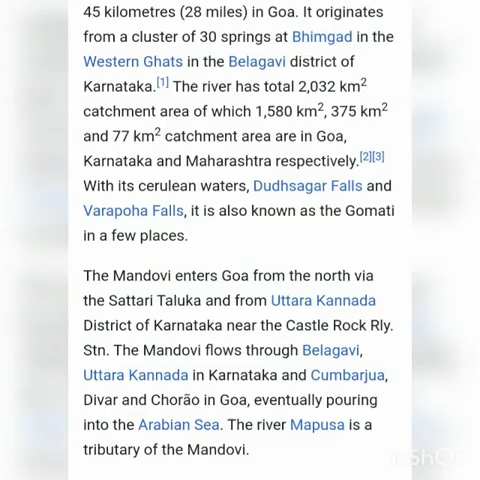 45 kilometres (28 miles) in Goa. It originates
from a cluster of 30 springs at Bhimgad in the
Western Ghats in the Belagavi district of
Karnataka.[1] The river has total 2,032 km²
catchment area of which 1,580 km², 375 km²
and 77 km² catchment area are in Goa,
Karnataka and Maharashtra respectively.[2][3]
With its cerulean waters, Dudhsagar Falls and
Varapoha Falls, it is also known as the Gomati
in a few places.
The Mandovi enters Goa from the north via
the Sattari Taluka and from Uttara Kannada
District of Karnataka near the Castle Rock Rly.
Stn. The Mandovi flows through Belagavi,
Uttara Kannada in Karnataka and Cumbarjua,
Divar and Chorão in Goa, eventually pouring
into the Arabian Sea. The river Mapusa is a
tributary of the Mandovi.